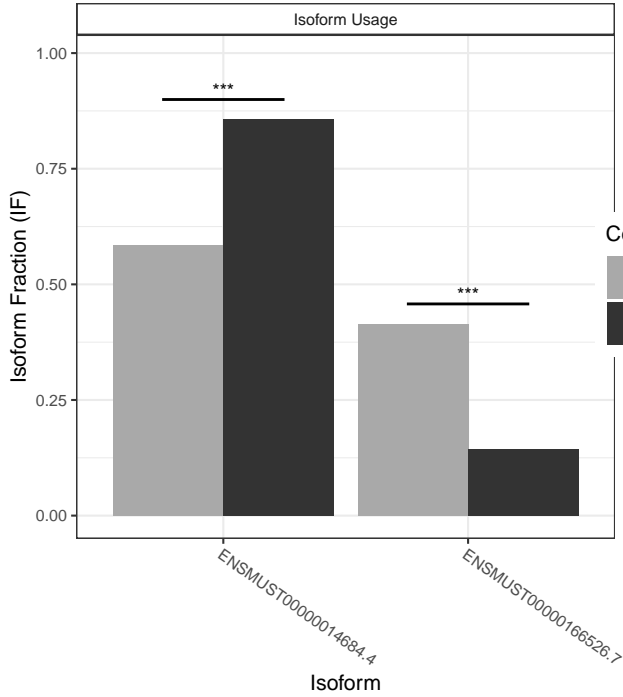 Isoform Usage
1.00
0.75
0.50
0.25
0.00
Isoform Fraction (IF)
***
***
ENSMUST00000014684.4
ENSMUST00000166526.7
Isoform